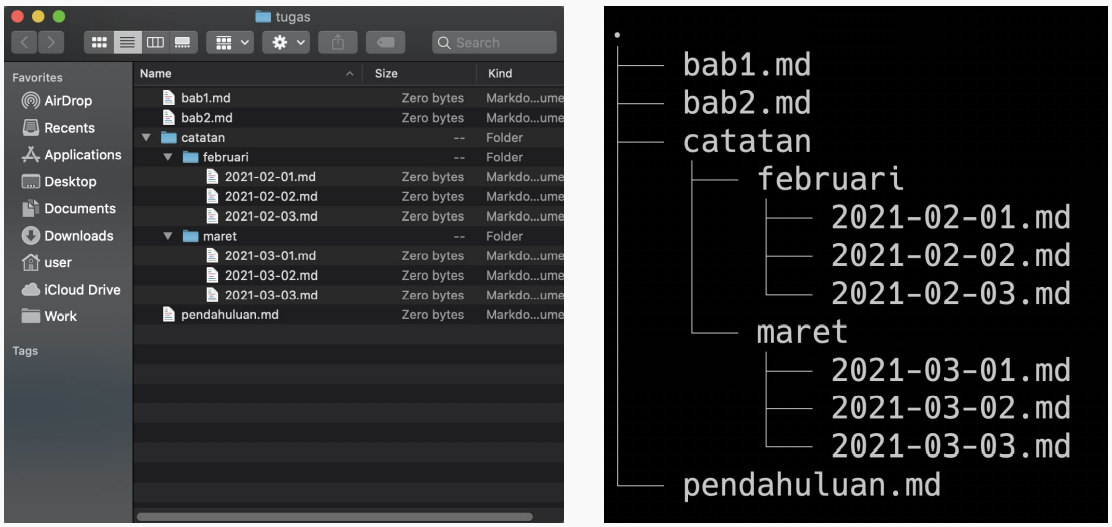 tugas
Search
Favorites
AirDrop
Recents
Applications
Desktop
Documents
Downloads
user
iCloud Drive
Work
Tags
Name Size Kind
bab1.md Zero bytes Markdo...ume
bab2.md Zero bytes Markdo...ume
catatan -- Folder
februari -- Folder
2021-02-01.md Zero bytes Markdo...ume
2021-02-02.md Zero bytes Markdo...ume
2021-02-03.md Zero bytes Markdo...ume
maret -- Folder
2021-03-01.md Zero bytes Markdo...ume
2021-03-02.md Zero bytes Markdo...ume
2021-03-03.md Zero bytes Markdo...ume
pendahuluan.md Zero bytes Markdo...ume
.
├── bab1.md
├── bab2.md
├── catatan
│   ├── februari
│   │   ├── 2021-02-01.md
│   │   ├── 2021-02-02.md
│   │   └── 2021-02-03.md
│   └── maret
│       ├── 2021-03-01.md
│       ├── 2021-03-02.md
│       └── 2021-03-03.md
└── pendahuluan.md